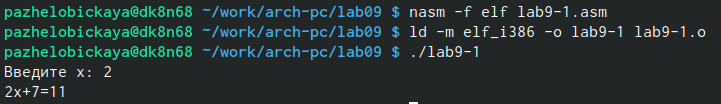 pazhelobickaya@dk8n68 ~/work/arch-pc/lab09 $ nasm -f elf lab9-1.asm
pazhelobickaya@dk8n68 ~/work/arch-pc/lab09 $ ld -m elf_i386 -o lab9-1 lab9-1.o
pazhelobickaya@dk8n68 ~/work/arch-pc/lab09 $ ./lab9-1
Введите x: 2
2x+7=11